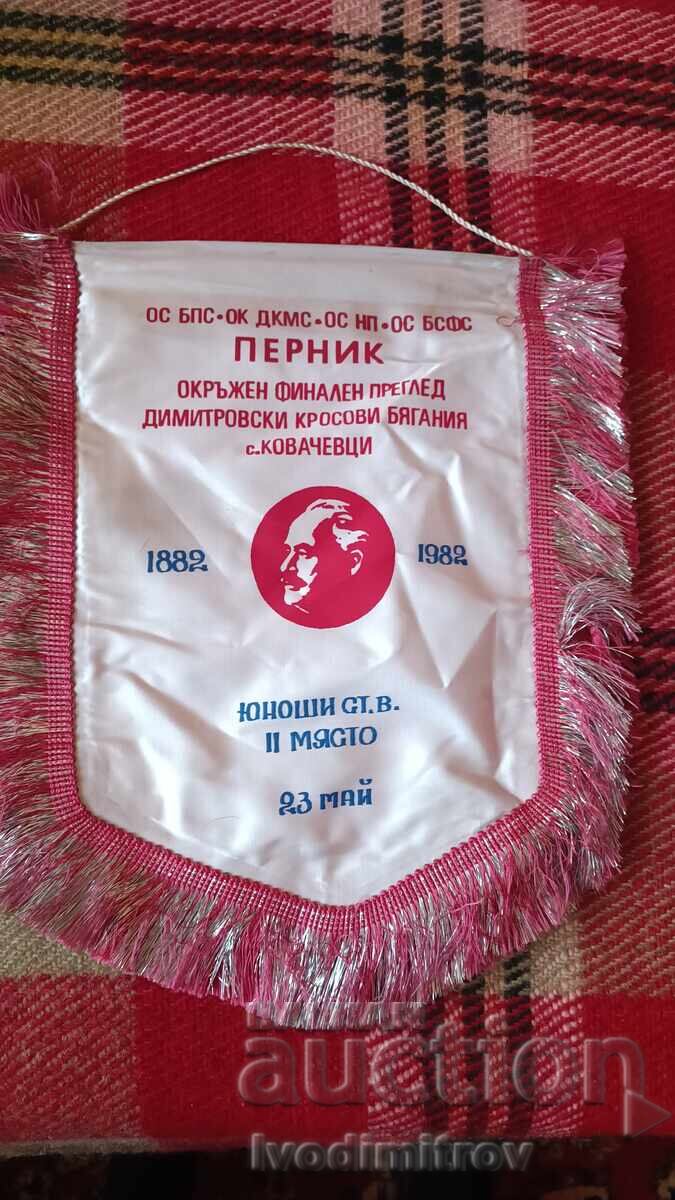 ОС БПС • ОК ДКМС • ОС НП • ОС БСФС
ПЕРНИК
ОКРЪЖЕН ФИНАЛЕН ПРЕГЛЕД
ДИМИТРОВСКИ КРОСОВИ БЯГАНИЯ
с. КОВАЧЕВЦИ
1882 1982
ЮНОШИ СТ.В.
II МЯСТО
23 МАЙ
auction
Ivodimitrov